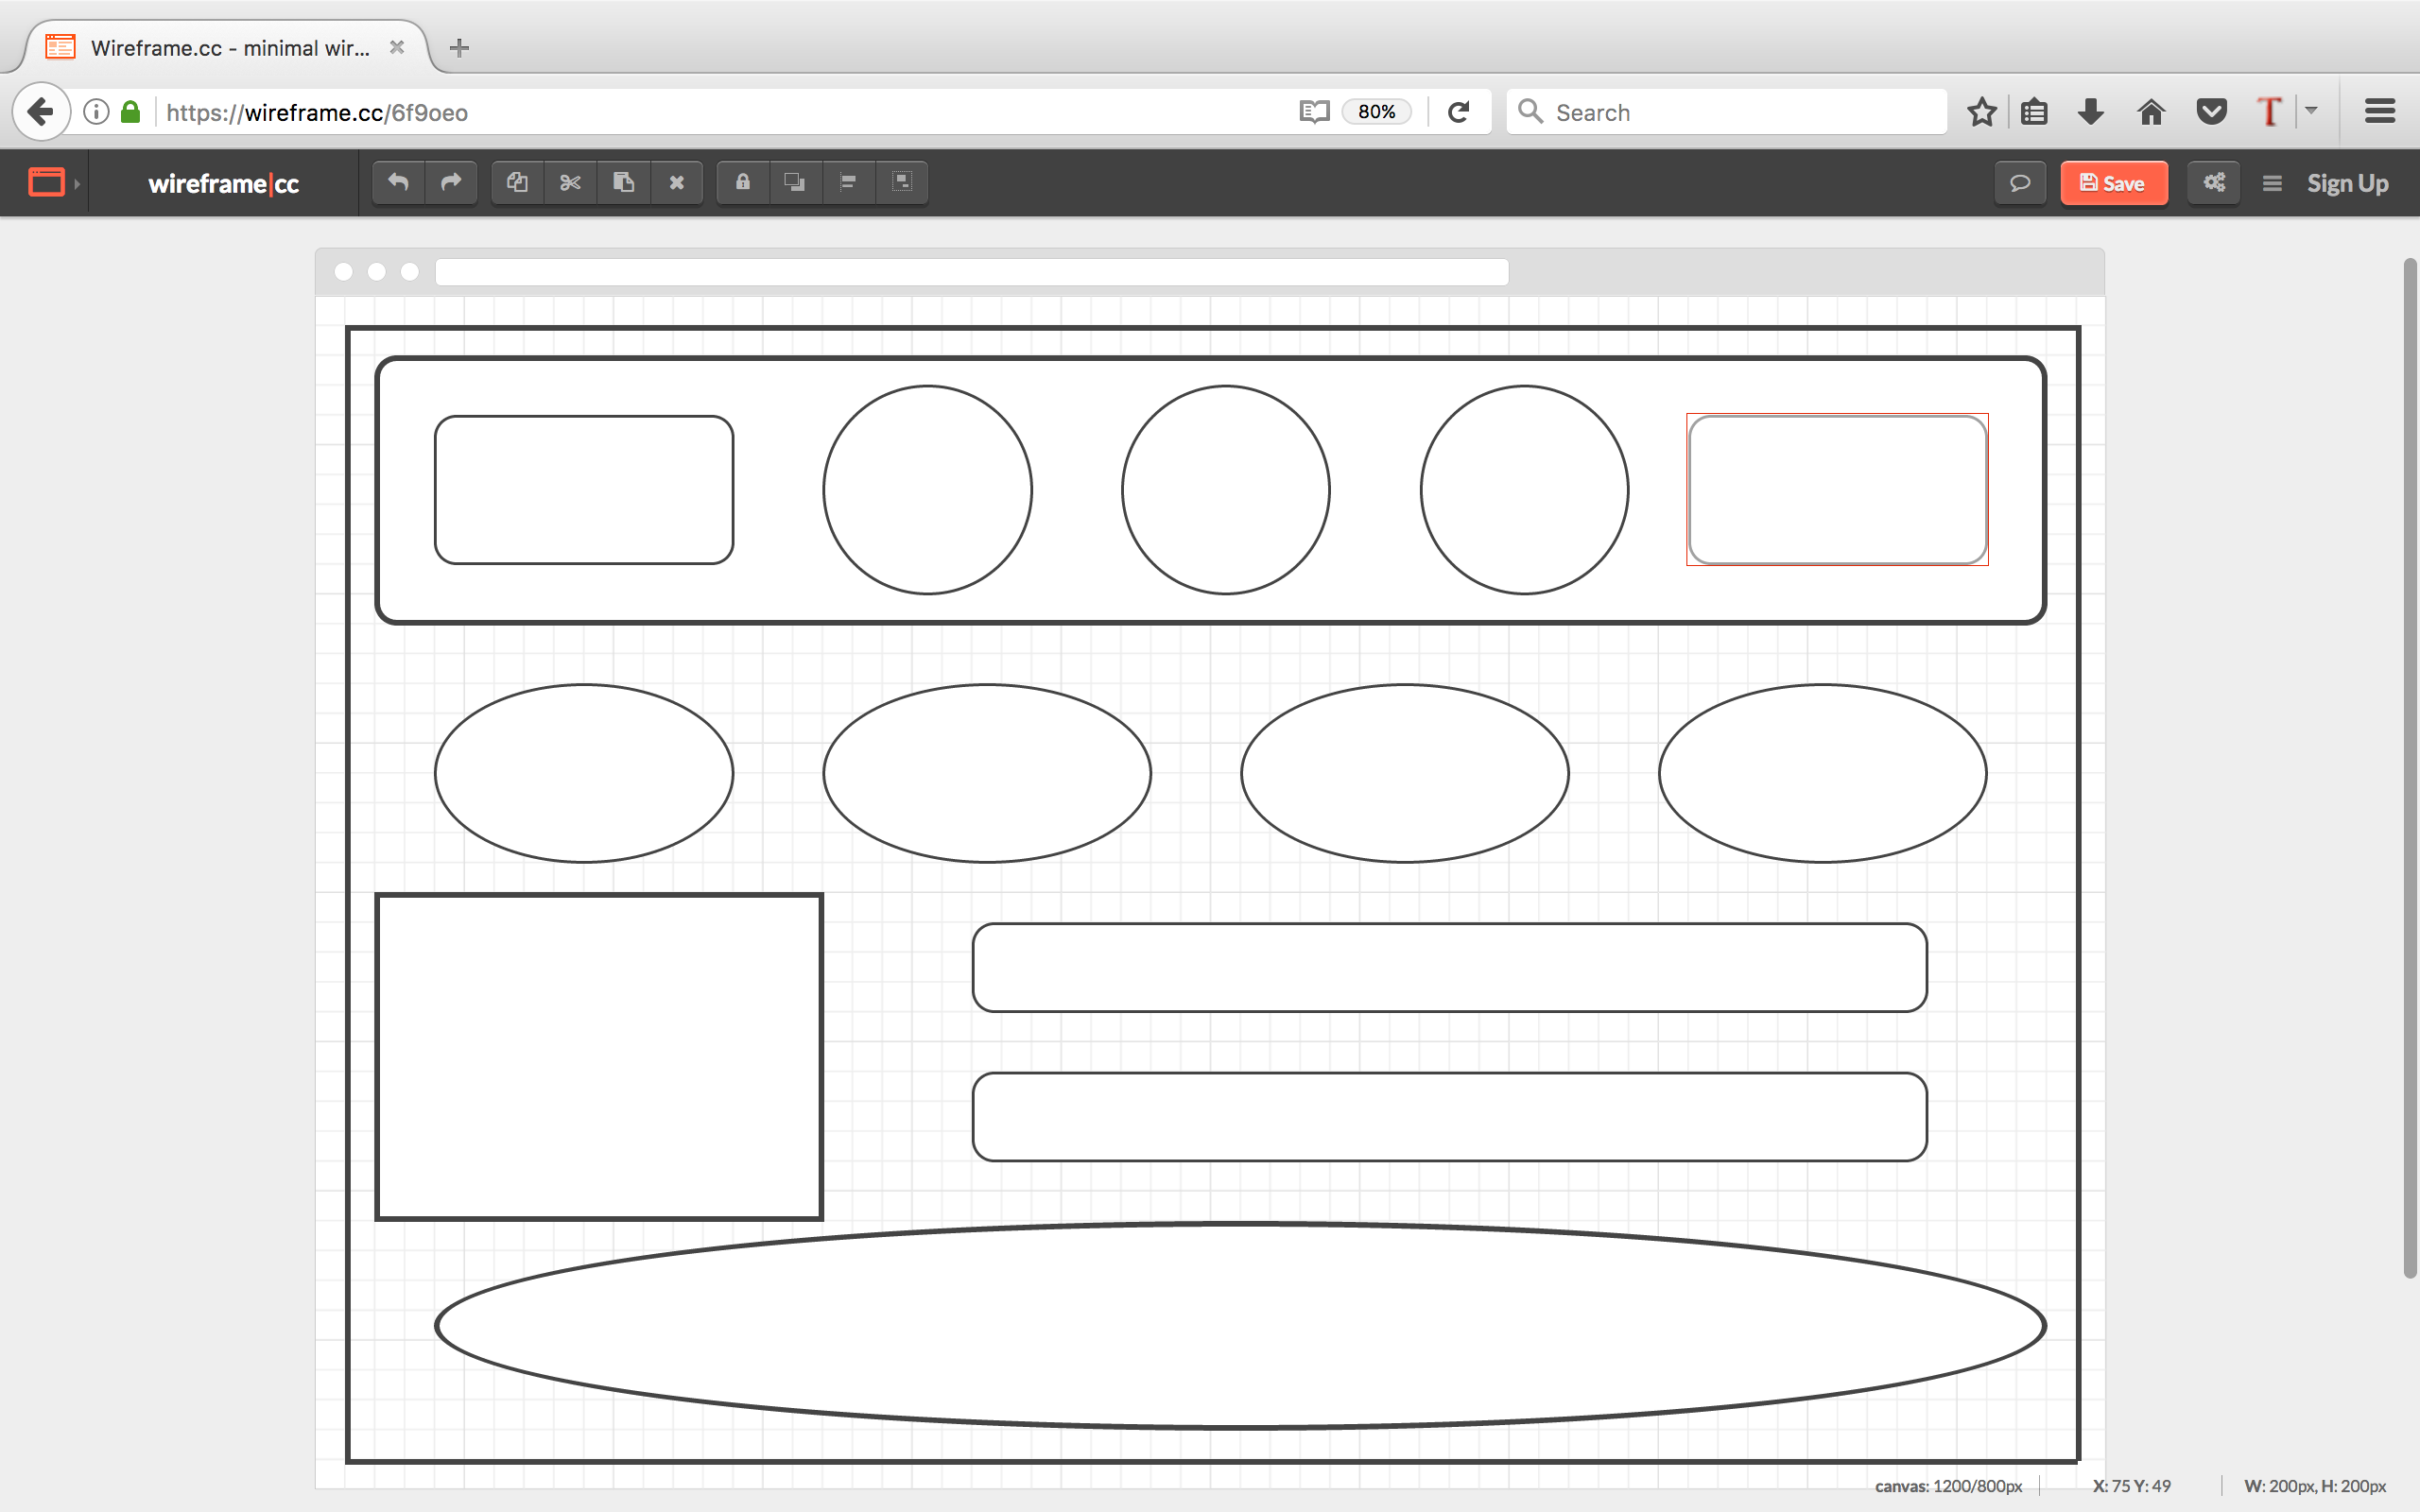 Wireframe.cc - minimal wir...
https://wireframe.cc/6f9oeo
80%
Search
wireframe|cc
Save
Sign Up
canvas: 1200/800px
X: 75 Y: 49
W: 200px, H: 200px